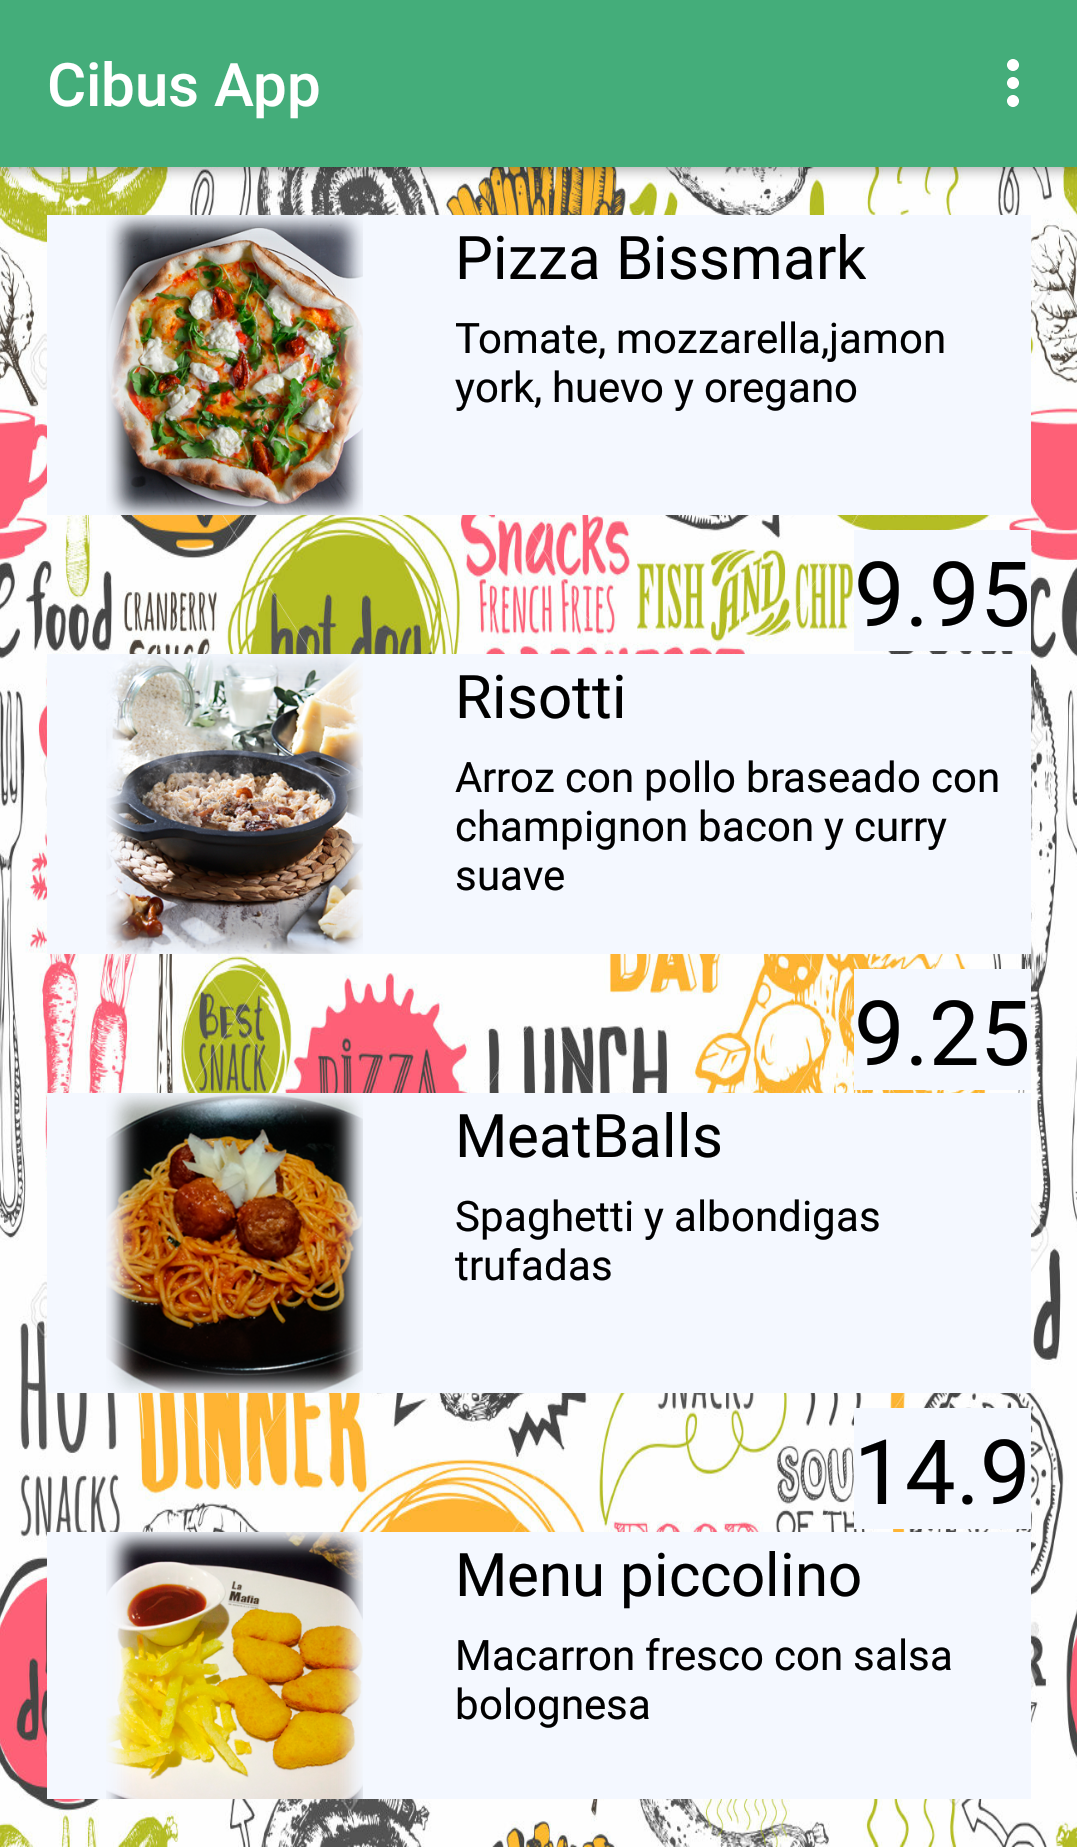 Cibus App
Pizza Bissmark
Tomate, mozzarella,jamon
york, huevo y oregano
Snacks
FRENCH FRIES
FISH AND CHIP
food
CRANBERRY
hot dog
9.95
Risotti
Arroz con pollo braseado con
champignon bacon y curry
suave
DAY
BEST
SNACK
PIZZA
LUNCH
9.25
MeatBalls
Spaghetti y albondigas
trufadas
HOT
DINNER
SNACKS
SNACKS
SOU
OF TH
14.9
Menu piccolino
La
Mafia
Macarron fresco con salsa
bolognesa